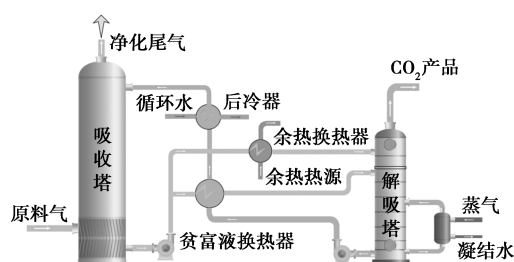 净化尾气
CO₂产品
循环水
后冷器
余热换热器
吸收塔
余热热源
解吸塔
原料气
蒸气
贫富液换热器
凝结水